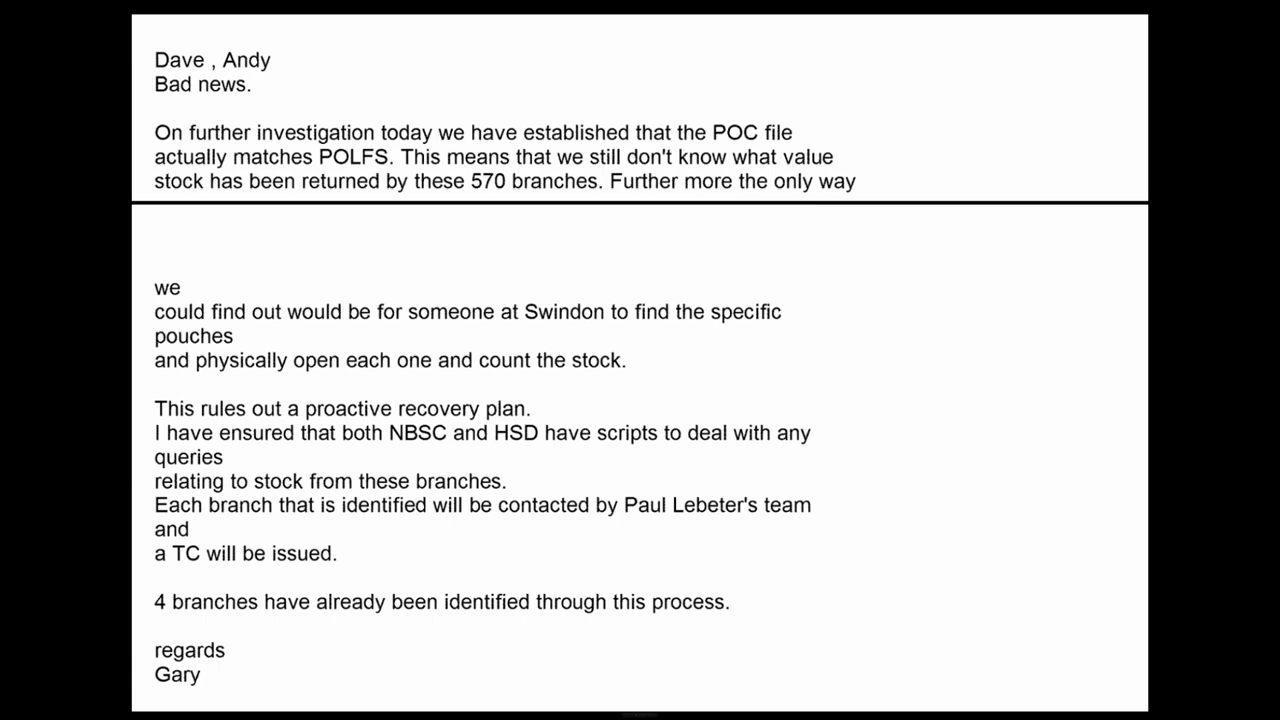 Dave , Andy
Bad news.
On further investigation today we have established that the POC file
actually matches POLFS. This means that we still don't know what value
stock has been returned by these 570 branches. Further more the only way
we
could find out would be for someone at Swindon to find the specific
pouches
and physically open each one and count the stock.
This rules out a proactive recovery plan.
I have ensured that both NBSC and HSD have scripts to deal with any
queries
relating to stock from these branches.
Each branch that is identified will be contacted by Paul Lebeter's team
and
a TC will be issued.
4 branches have already been identified through this process.
regards
Gary